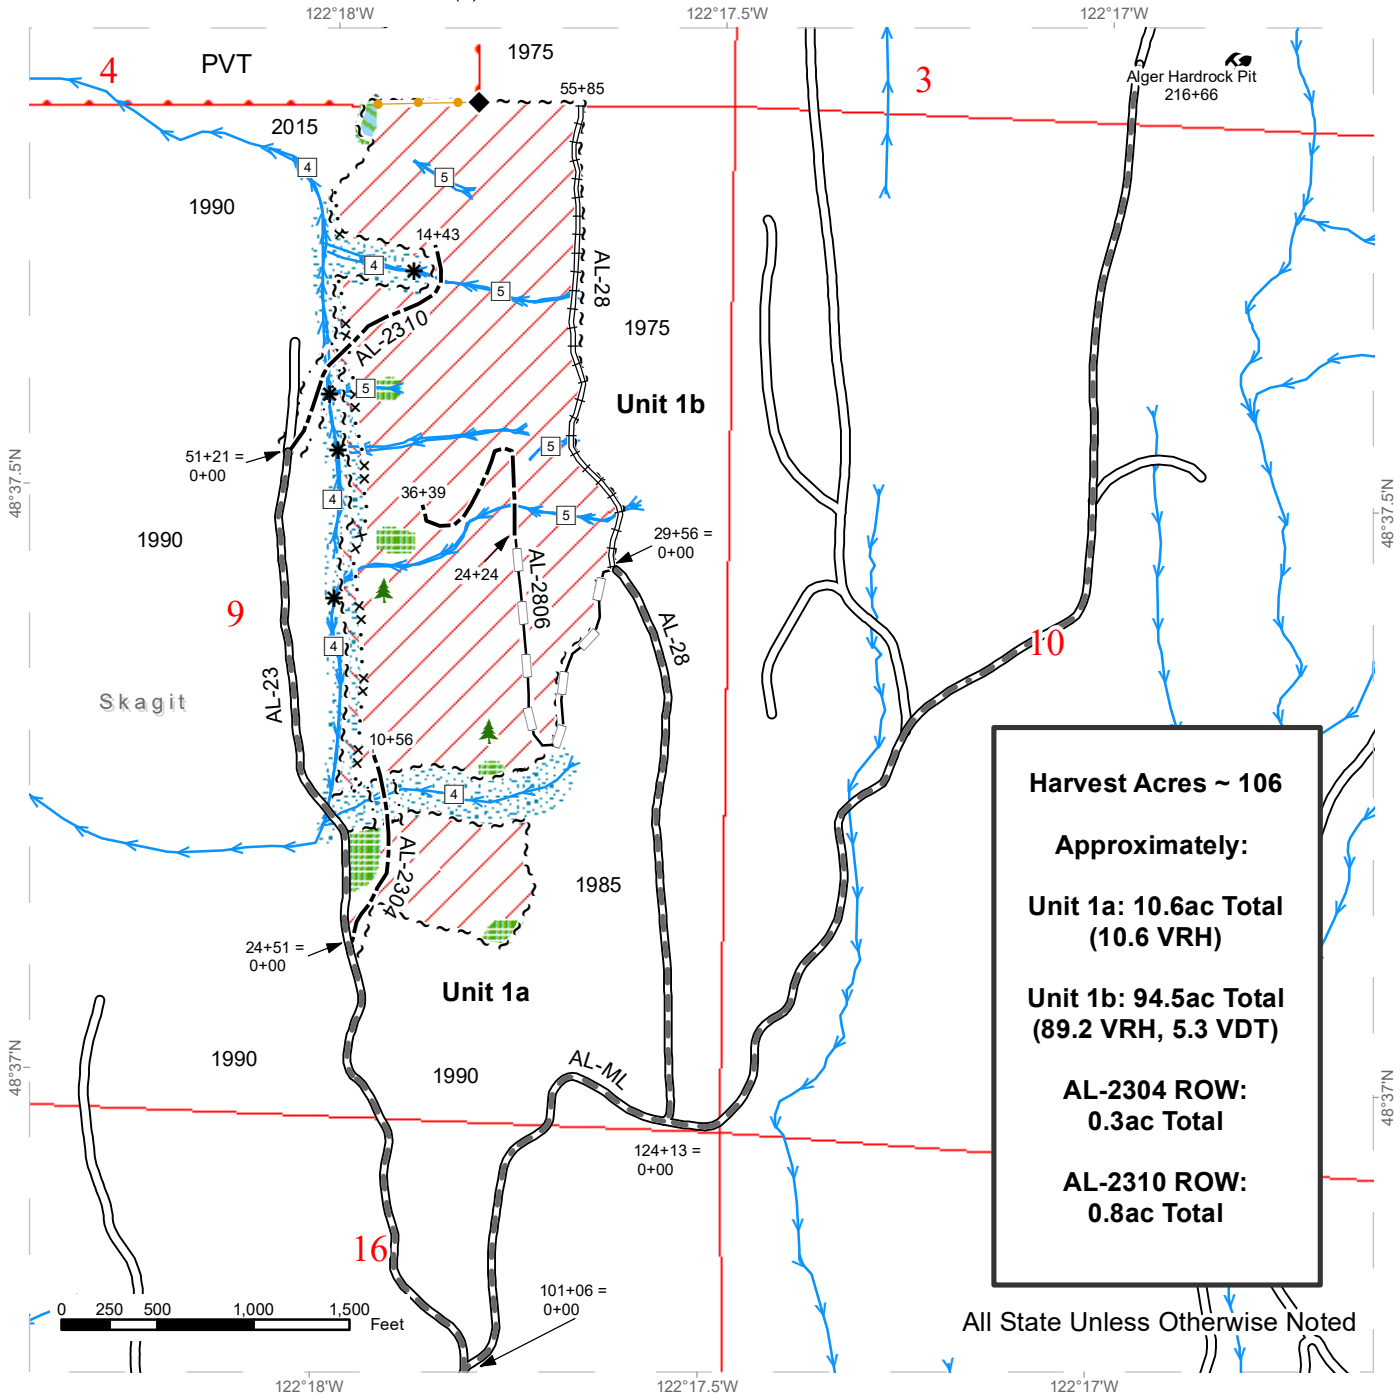 122°18'W
122°17.5'W
122°17'W
4
PVT
1975
3
Alger Hardrock Pit
216+66
55+85
2015
4
5
1990
14+43
4
AL-28
5
1975
AL-2310
5
Unit 1b
51+21 =
0+00
5
48°37.5'N
48°37.5'N
36+39
4
5
1990
29+56 =
0+00
24+24
AL-2806
9
AL-28
10
4
AL-23
Skagit
10+56
4
Harvest Acres ~ 106
Approximately:
Unit 1a: 10.6ac Total
(10.6 VRH)
Unit 1b: 94.5ac Total
(89.2 VRH, 5.3 VDT)
AL-2304 ROW:
0.3ac Total
AL-2310 ROW:
0.8ac Total
AL-2304
1985
24+51 =
0+00
Unit 1a
1990
1990
AL-ML
48°37'N
48°37'N
124+13 =
0+00
16
101+06 =
0+00
0 250 500 1,000 1,500
Feet
All State Unless Otherwise Noted
122°18'W
122°17.5'W
122°17'W